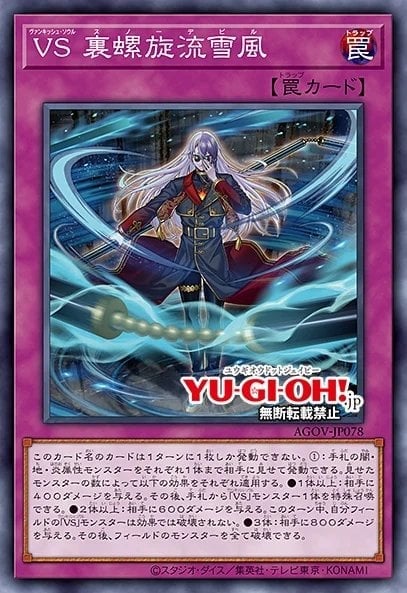 ヴァンキッシュ・ソウル スノーデビル
VS 裏螺旋流雪風
トラップ
罠
トラップ
【罠カード】
ユウギオウドットジェイピー
YU-GI-OH!.jp
無断転載禁止
AGOV-JP078
このカード名のカードは1ターンに1枚しか発動できない。①:手札の闇・
地・炎属性モンスターをそれぞれ1体まで相手に見せて発動できる。見せた
モンスターの数によって以下の効果をそれぞれ適用する。●1体以上:相手に
400ダメージを与える。その後、手札から「VS」モンスター1体を特殊召喚
できる。●2体以上:相手に600ダメージを与える。このターン中、自分フィー
ルドの「VS」モンスターは効果では破壊されない。●3体:相手に800ダメージ
を与える。その後、フィールドのモンスターを全て破壊できる。
©スタジオ・ダイス/集英社・テレビ東京・KONAMI